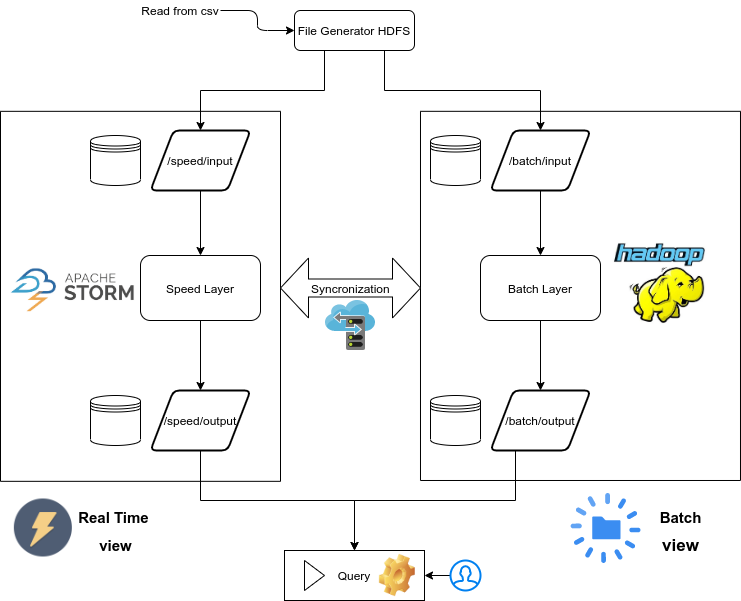 Read from csv
File Generator HDFS
/speed/input
/batch/input
APACHE
STORM
Speed Layer
Syncronization
Batch Layer
hadoop
/speed/output
/batch/output
Real Time
view
Batch
view
Query